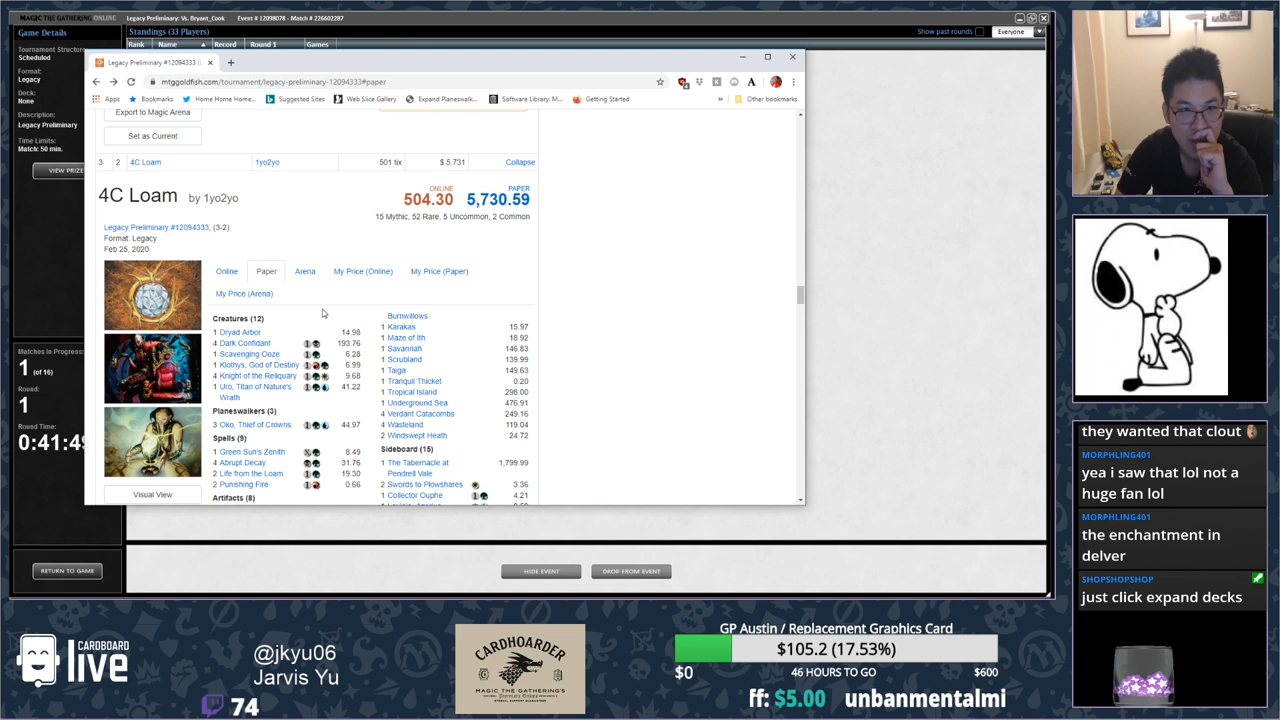 MAGIC THE GATHERING ONLINE
Legacy Preliminary: Vs. Bryant_Cook
Event # 12098078 - Match # 226602287
Game Details
Tournament Structure:
Scheduled
Format:
Legacy
Deck:
None
Description:
Legacy Preliminary
Time Limits:
Match: 50 min.
VIEW PRIZE
Matches In Progress:
1 (of 16)
Round:
1
Round Time:
0:41:49
RETURN TO GAME
Standings (33 Players)
Show past rounds
Everyone
Rank Name Record Round 1 Games
Legacy Preliminary #12094333 (
mtggoldfish.com/tournament/legacy-preliminary-12094333#paper
Apps
Bookmarks
Home Home Home...
Suggested Sites
Web Slice Gallery
Expand Planeswalk...
Software Library: M...
Getting Started
Other bookmarks
Export to Magic Arena
Set as Current
3 2 4C Loam 1yo2yo 501 tix $ 5,731 Collapse
4C Loam by 1yo2yo
ONLINE
504.30
PAPER
5,730.59
15 Mythic, 52 Rare, 5 Uncommon, 2 Common
Legacy Preliminary #12094333, (3-2)
Format: Legacy
Feb 25, 2020
Online
Paper
Arena
My Price (Online)
My Price (Paper)
My Price (Arena)
Creatures (12)
1 Dryad Arbor 14.98
4 Dark Confidant 193.76
1 Scavenging Ooze 6.28
1 Klothys, God of Destiny 6.99
4 Knight of the Reliquary 9.68
1 Uro, Titan of Nature's Wrath 41.22
Planeswalkers (3)
3 Oko, Thief of Crowns 44.97
Spells (9)
1 Green Sun's Zenith 8.49
4 Abrupt Decay 31.76
2 Life from the Loam 19.30
2 Punishing Fire 0.66
Artifacts (8)
Burnwillows
1 Karakas 15.97
1 Maze of Ith 18.92
1 Savannah 146.83
1 Scrubland 139.99
1 Taiga 149.63
1 Tranquil Thicket 0.20
1 Tropical Island 298.00
1 Underground Sea 476.91
4 Verdant Catacombs 249.16
4 Wasteland 119.04
2 Windswept Heath 24.72
Sideboard (15)
1 The Tabernacle at Pendrell Vale 1,799.99
2 Swords to Plowshares 3.36
1 Collector Ouphe 4.21
Visual View
HIDE EVENT
DROP FROM EVENT
they wanted that clout
MORPHLING401
yea i saw that lol not a
huge fan lol
MORPHLING401
the enchantment in
delver
SHOPSHOPSHOP
just click expand decks
CARDBOARD
live
@jkyu06
Jarvis Yu
74
CARDHOARDER
MAGIC THE GATHERING'S
GP Austin / Replacement Graphics Card
$105.2 (17.53%)
$0
46 HOURS TO GO
$600
ff: $5.00 unbanmentalmi